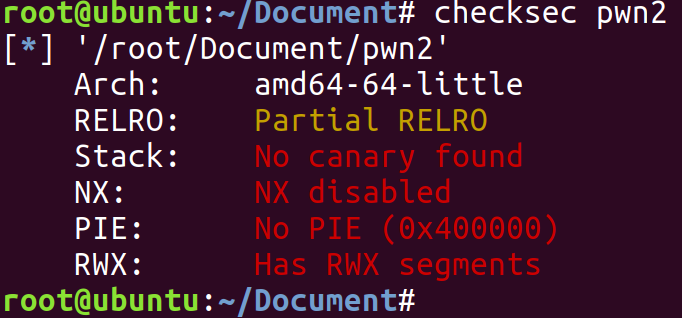 root@ubuntu:~/Document# checksec pwn2
[*] '/root/Document/pwn2'
Arch: amd64-64-little
RELRO: Partial RELRO
Stack: No canary found
NX: NX disabled
PIE: No PIE (0x400000)
RWX: Has RWX segments
root@ubuntu:~/Document#